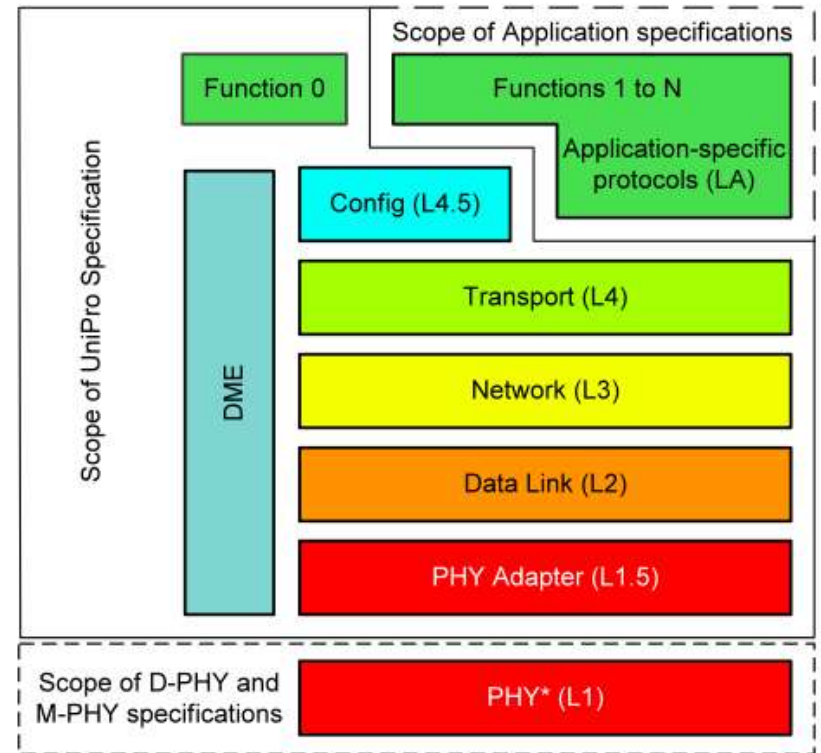 Scope of Application specifications
Function 0
Functions 1 to N
Application-specific
protocols (LA)
Scope of UniPro Specification
DME
Config (L4.5)
Transport (L4)
Network (L3)
Data Link (L2)
PHY Adapter (L1.5)
Scope of D-PHY and
M-PHY specifications
PHY* (L1)